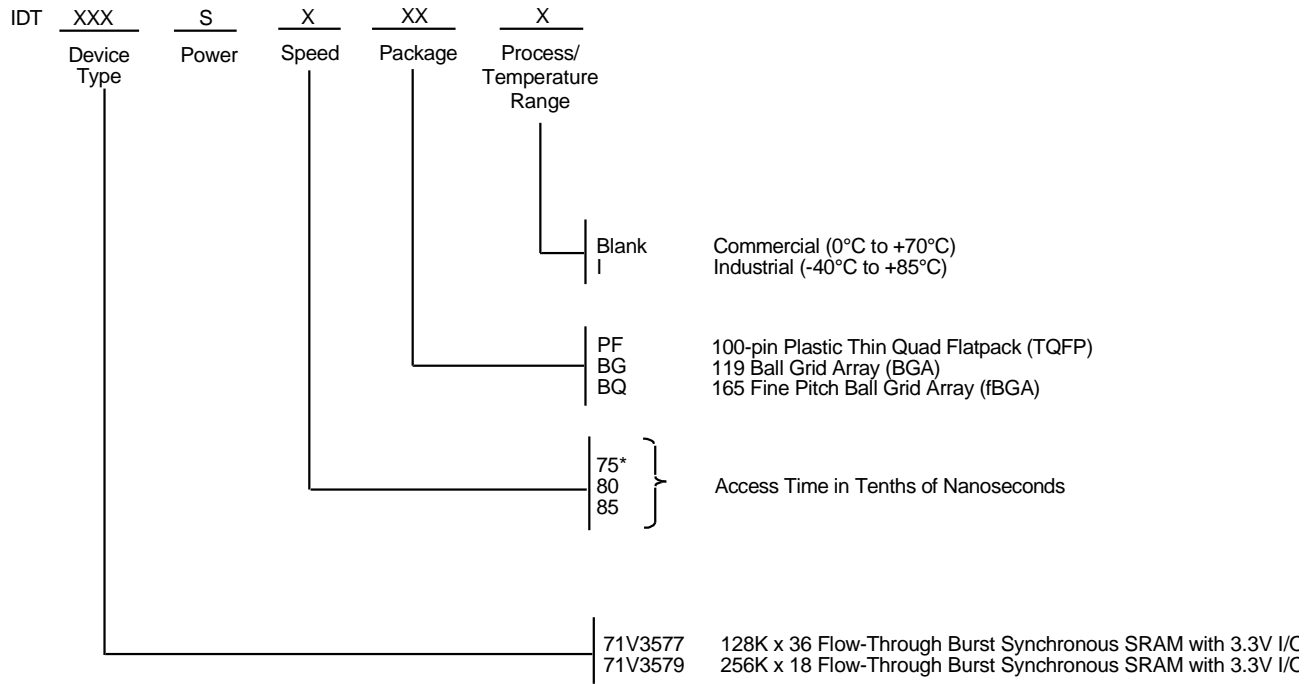 IDT XXX S X XX X
Device Type
Power
Speed
Package
Process/
Temperature
Range
Blank Commercial (0°C to +70°C)
I Industrial (-40°C to +85°C)
PF 100-pin Plastic Thin Quad Flatpack (TQFP)
BG 119 Ball Grid Array (BGA)
BQ 165 Fine Pitch Ball Grid Array (fBGA)
75*
80 Access Time in Tenths of Nanoseconds
85
71V3577 128K x 36 Flow-Through Burst Synchronous SRAM with 3.3V I/O
71V3579 256K x 18 Flow-Through Burst Synchronous SRAM with 3.3V I/O